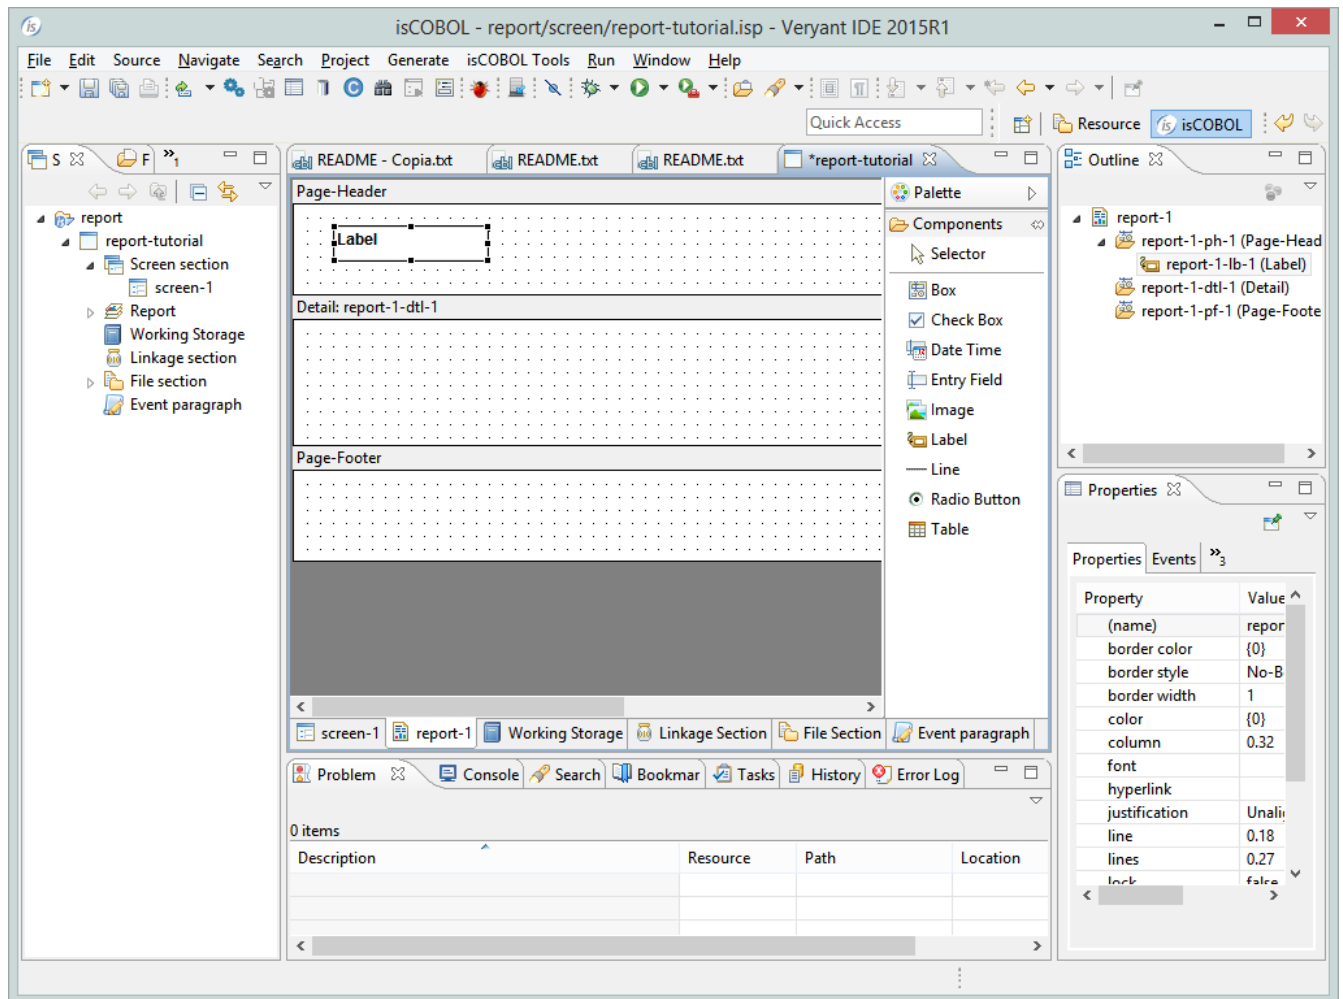 is
isCOBOL - report/screen/report-tutorial.isp - Veryant IDE 2015R1
File Edit Source Navigate Search Project Generate isCOBOL Tools Run Window Help
Quick Access
Resource
is isCOBOL
S
F
»1
README - Copia.txt
README.txt
README.txt
*report-tutorial
Outline
report
report-tutorial
Screen section
screen-1
Report
Working Storage
Linkage section
File section
Event paragraph
Page-Header
Label
Detail: report-1-dtl-1
Page-Footer
Palette
Components
Selector
Box
Check Box
Date Time
Entry Field
Image
Label
Line
Radio Button
Table
screen-1
report-1
Working Storage
Linkage Section
File Section
Event paragraph
report-1
report-1-ph-1 (Page-Head
report-1-lb-1 (Label)
report-1-dtl-1 (Detail)
report-1-pf-1 (Page-Foote
Properties
Properties Events »3
Property Value
(name) repor
border color {0}
border style No-B
border width 1
color {0}
column 0.32
font
hyperlink
justification Unali
line 0.18
lines 0.27
lock false
Problem
Console
Search
Bookmar
Tasks
History
Error Log
0 items
Description Resource Path Location